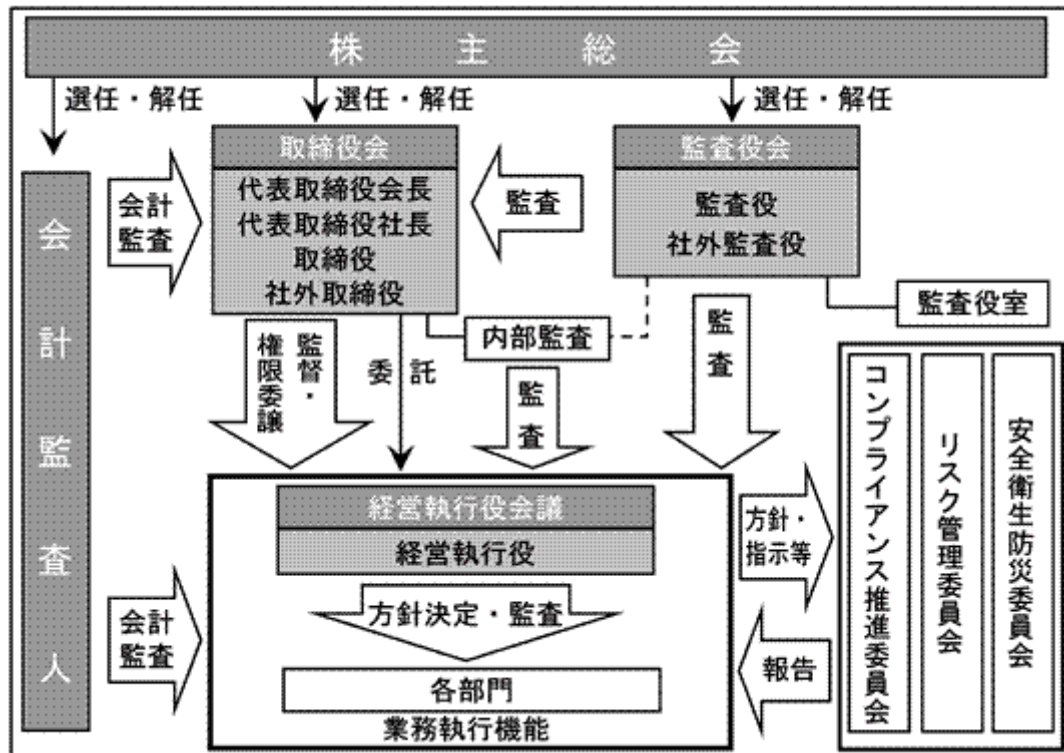 株主総会
選任・解任
選任・解任
選任・解任
取締役会
代表取締役会長
代表取締役社長
取締役
社外取締役
監査役会
監査役
社外監査役
会計監査人
会計
監査
監査
監査役室
内部監査
監督・
権限委譲
委託
監査
監査
経営執行役会議
経営執行役
方針決定・監査
各部門
業務執行機能
会計
監査
方針・
指示等
報告
コンプライアンス推進委員会
リスク管理委員会
安全衛生防災委員会